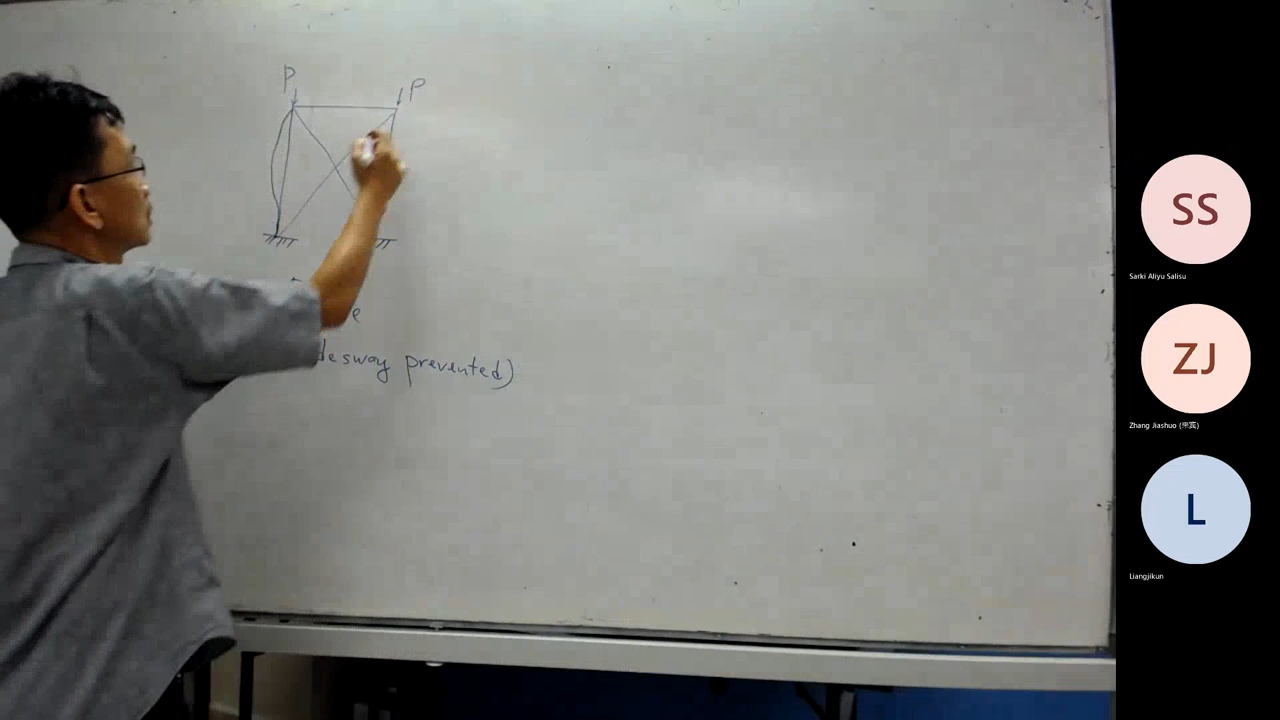 P
P
e
desway prevented)
SS
Sarki Aliyu Salisu
ZJ
Zhang Jiashuo
L
Liangjikun